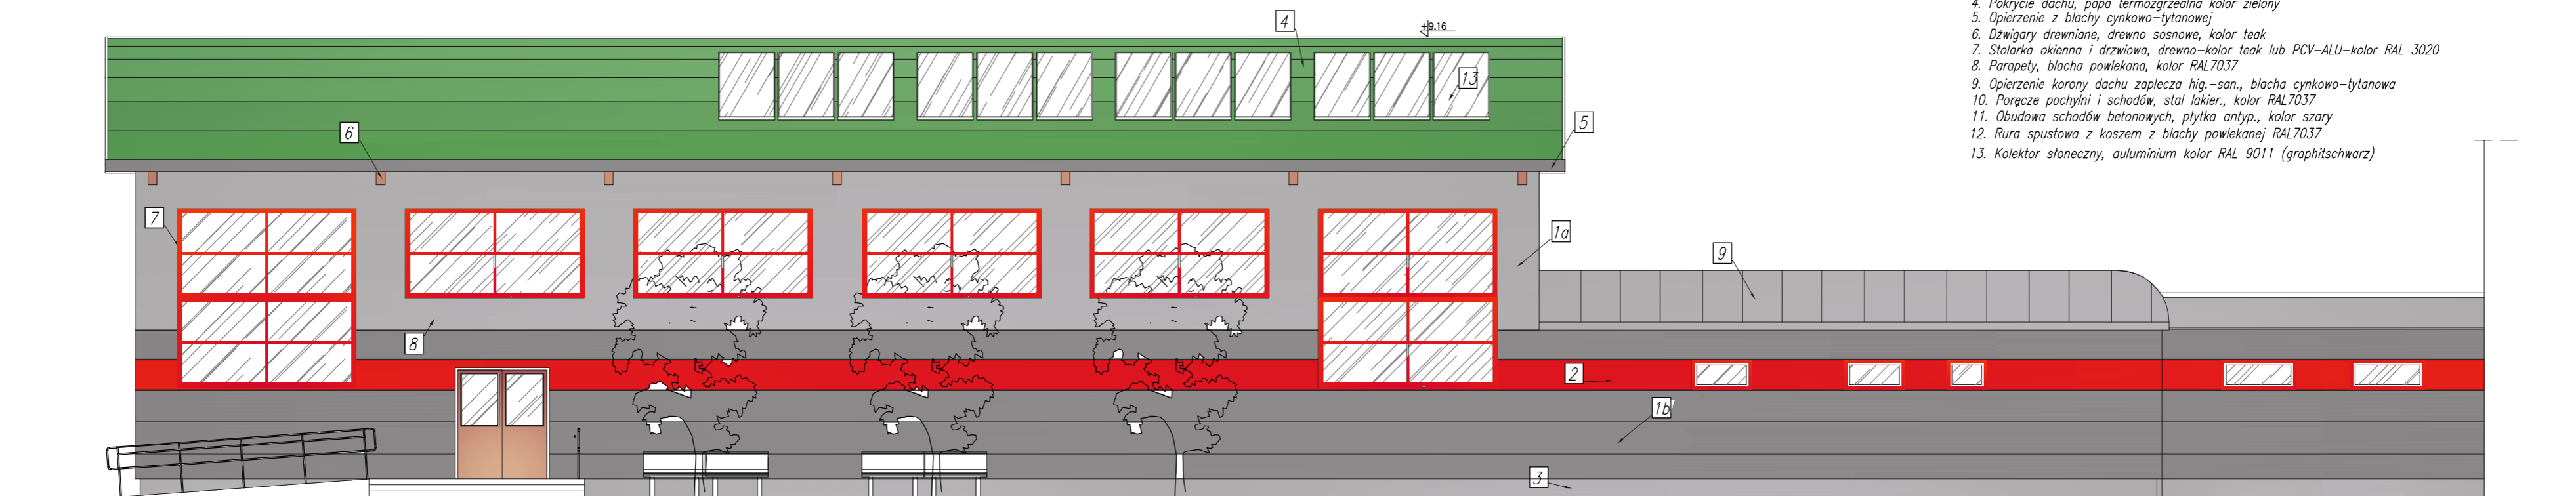 4. Pokrycie dachu, papa termozgrzealna kolor zielony
5. Opierzenie z blachy cynkowo-tytanowej
6. Dźwigary drewniane, drewno sosnowe, kolor teak
7. Stolarka okienna i drzwiowa, drewno-kolor teak lub PCV-ALU-kolor RAL 3020
8. Parapety, blacha powlekana, kolor RAL7037
9. Opierzenie korony dachu zaplecza hig.-san., blacha cynkowo-tytanowa
10. Poręcze pochylni i schodów, stal lakier., kolor RAL7037
11. Obudowa schodów betonowych, płytka antyp., kolor szary
12. Rura spustowa z koszem z blachy powlekanej RAL7037
13. Kolektor słoneczny, auluminium kolor RAL 9011 (graphitschwarz)
4
+9.16
13
6
5
7
1a
9
8
2
1b
3